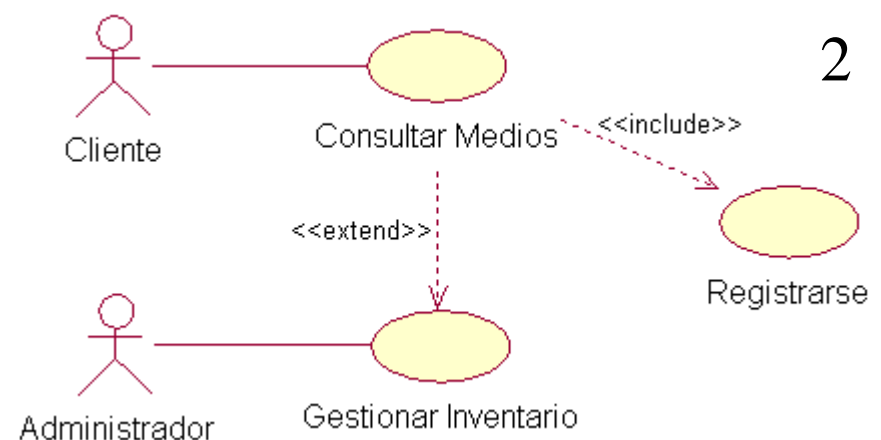 2
Cliente
Consultar Medios
<<include>>
<<extend>>
Registrarse
Administrador
Gestionar Inventario